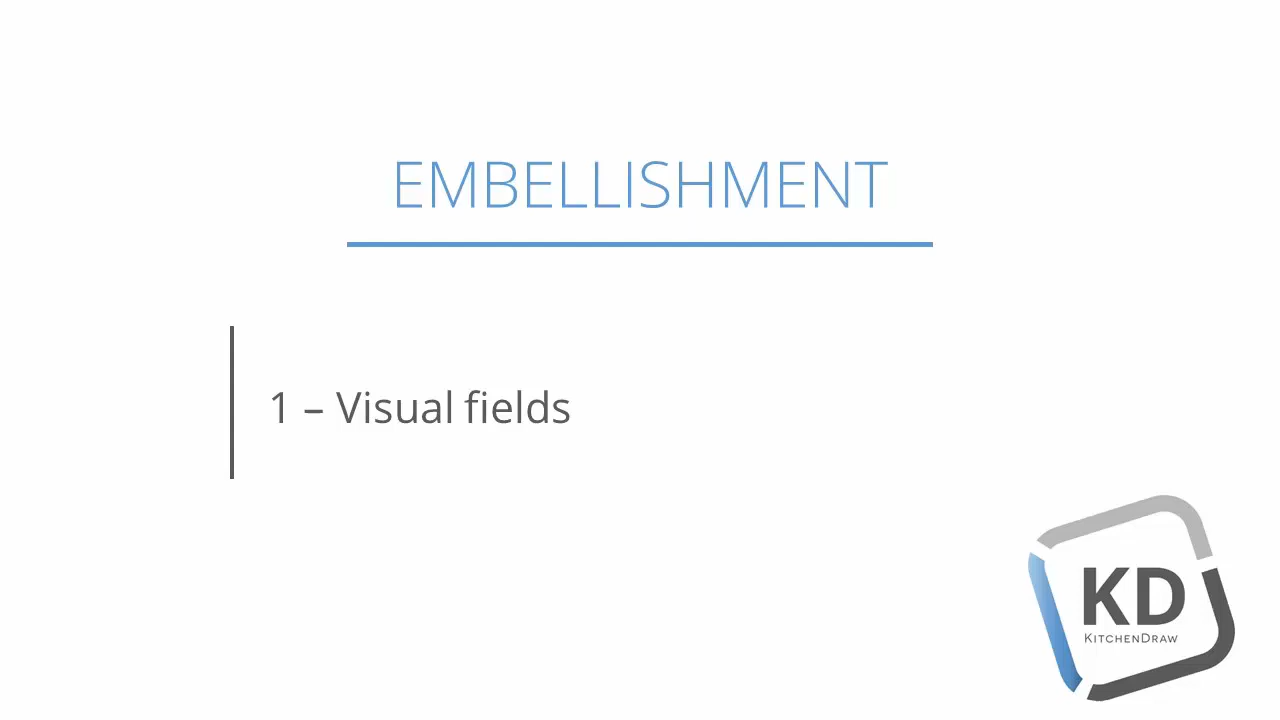 EMBELLISHMENT
1 – Visual fields
KD
KITCHENDRAW